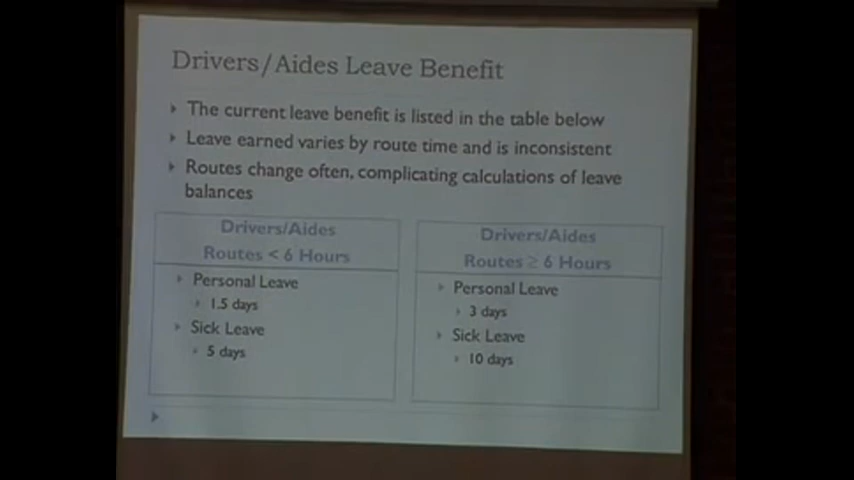 Drivers/Aides Leave Benefit
The current leave benefit is listed in the table below
Leave earned varies by route time and is inconsistent
Routes change often, complicating calculations of leave
balances
Drivers/Aides
Routes < 6 Hours
Personal Leave
1.5 days
Sick Leave
5 days
Drivers/Aides
Routes ≥ 6 Hours
Personal Leave
3 days
Sick Leave
10 days